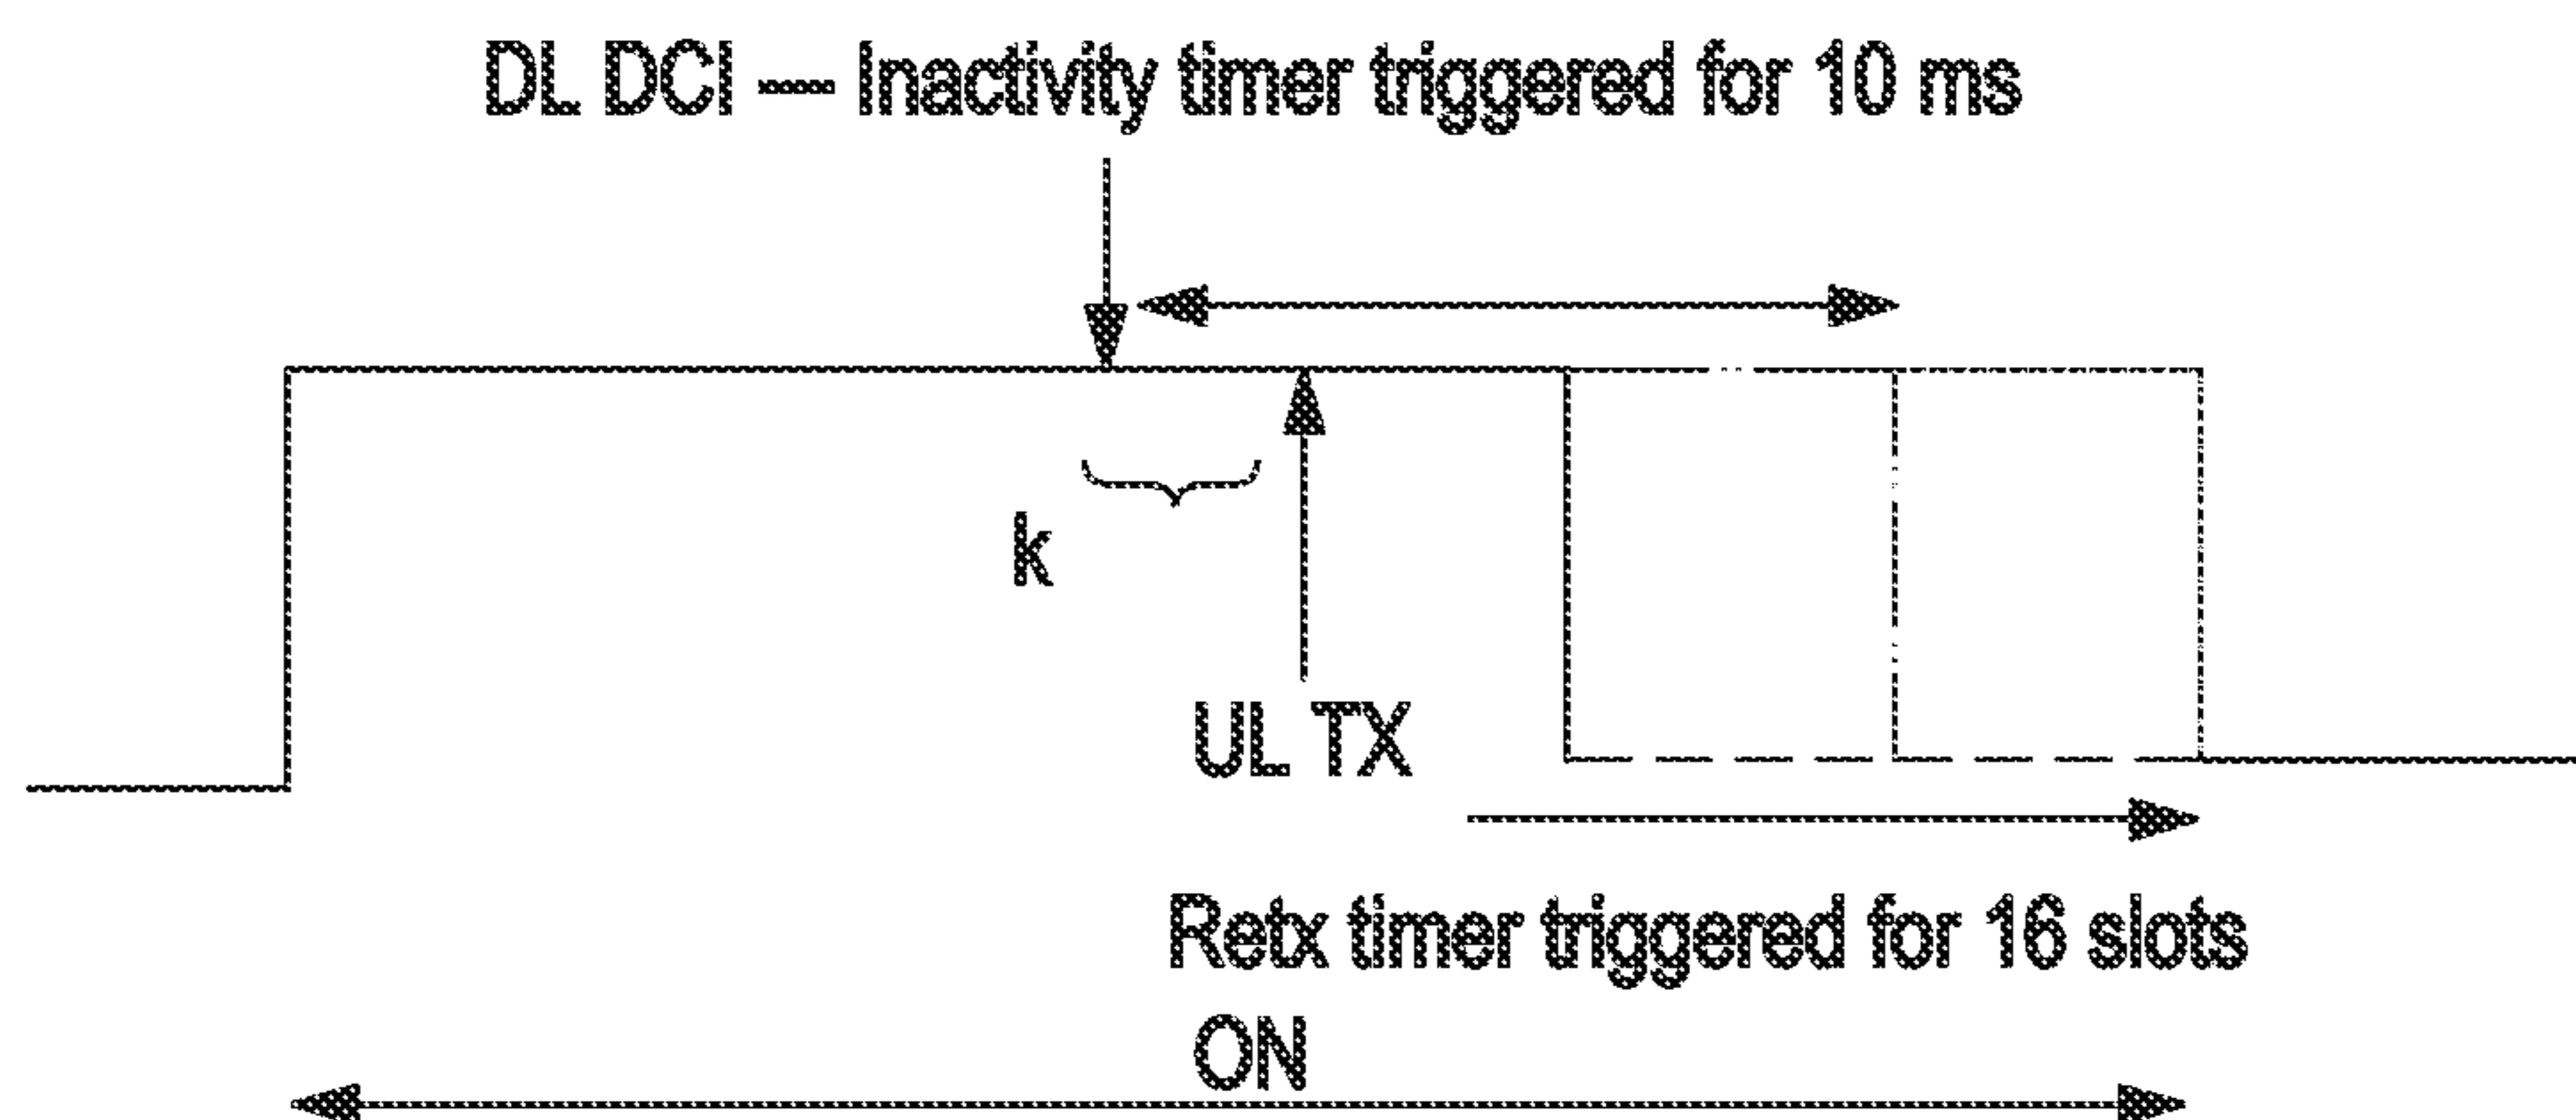 DL DCI — Inactivity timer triggered for 10 ms
k
UL TX
Retx timer triggered for 16 slots
ON